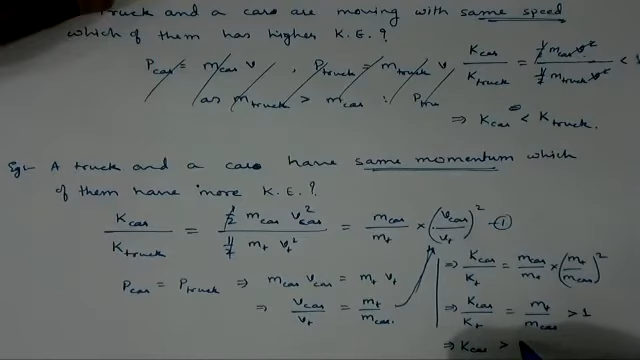 Truck and a car are moving with same speed
which of them has higher K.E.?
P_car = m_car v , P_truck = m_truck v
K_car / K_truck = ½ m_car v² / ½ m_truck v² < 1
as m_truck > m_car : P_tru
⇒ K_car < K_truck.
Eg:- A truck and a car have same momentum which
of them have more K.E.?
K_car / K_truck = ½ m_car v_car² / ½ m_t v_t² = m_car / m_t × (v_car / v_t)² - ①
P_car = P_truck ⇒ m_car v_car = m_t v_t
⇒ v_car / v_t = m_t / m_car.
⇒ K_car / K_t = m_car / m_t × (m_t / m_car)²
⇒ K_car / K_t = m_t / m_car > 1
⇒ K_car >